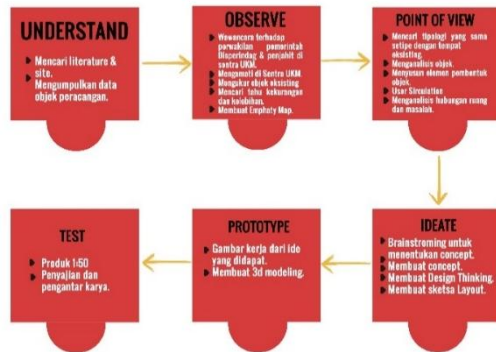 UNDERSTAND
Mencari literature &
site.
Mengumpulkan data
objek peracangan.
OBSERVE
Wawancara terhadap
perwakilan pemerintah
Disperindag & penjahit di
sentra UKM.
Mengamati di Sentra UKM.
Mengukur objek eksisting
Mencari tahu kekurangan
dan kelebihan.
Membuat Emphaty Map.
POINT OF VIEW
Mencari tipologi yang sama
setipe dengan tempat
eksisting.
Menganalisis objek.
Menyusun elemen pembentuk
objek.
User Simulation
Menganalisis hubungan ruang
dan masalah.
IDEATE
Brainstroming untuk
menentukan concept.
Membuat concept.
Membuat Design Thinking.
Membuat sketsa Layout.
PROTOTYPE
Gambar kerja dari ide
yang didapat.
Membuat 3d modeling.
TEST
Produk 1:50
Penyajian dan
pengantar karya.